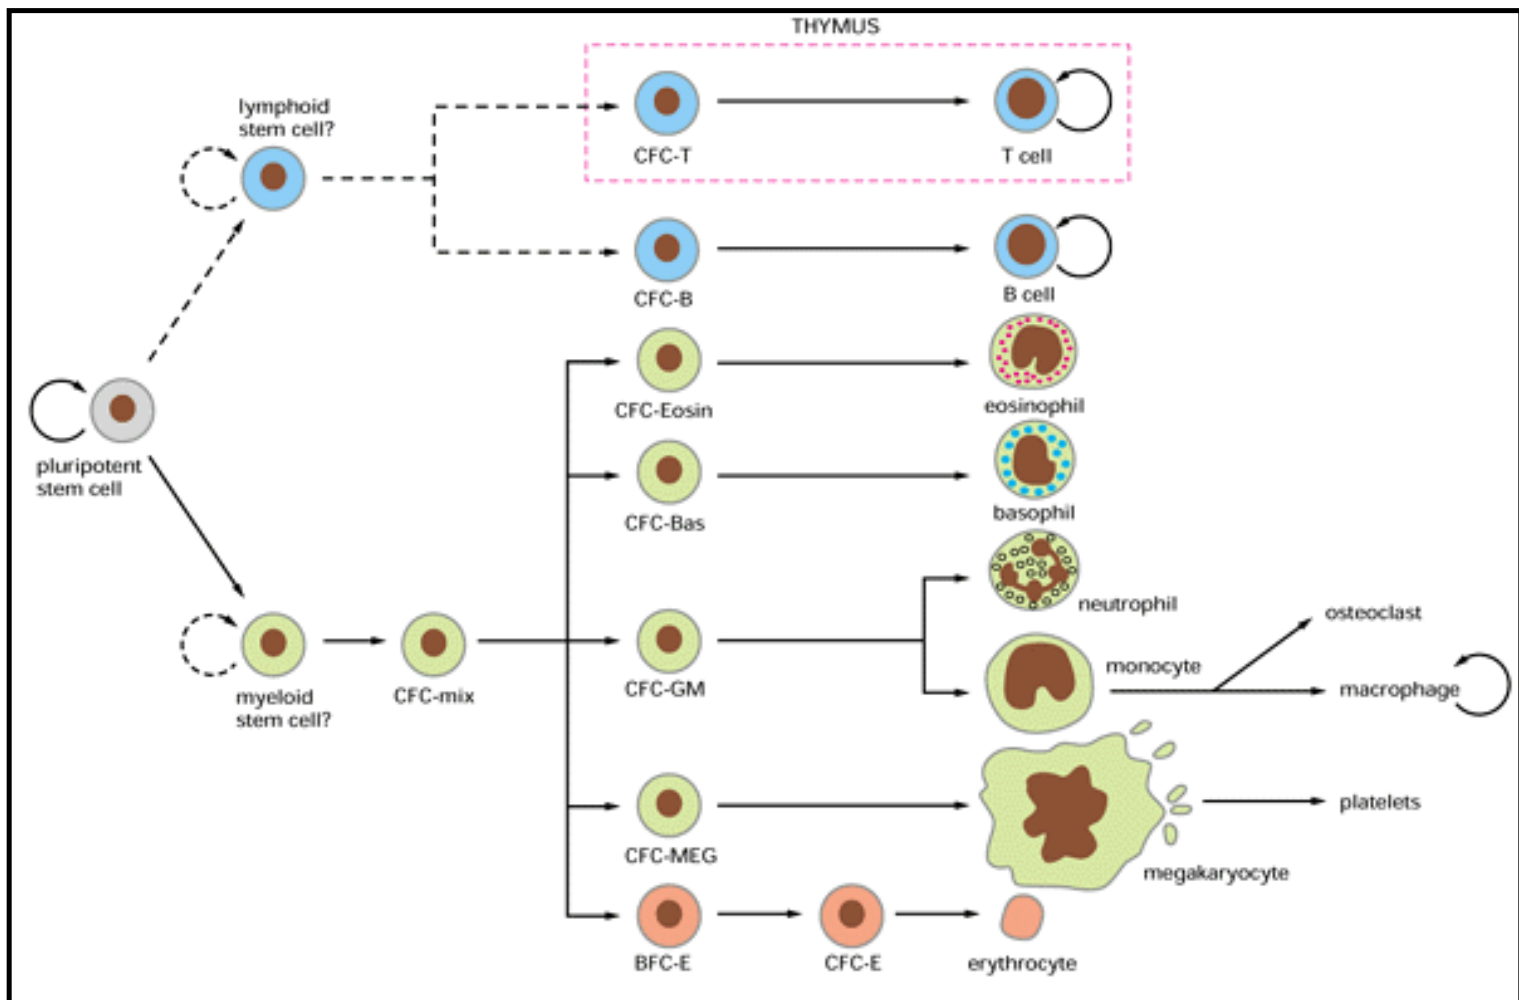 THYMUS
lymphoid
stem cell?
CFC-T
T cell
CFC-B
B cell
CFC-Eosin
eosinophil
pluripotent
stem cell
CFC-Bas
basophil
neutrophil
osteoclast
myeloid
stem cell?
CFC-mix
CFC-GM
monocyte
macrophage
CFC-MEG
platelets
megakaryocyte
BFC-E
CFC-E
erythrocyte